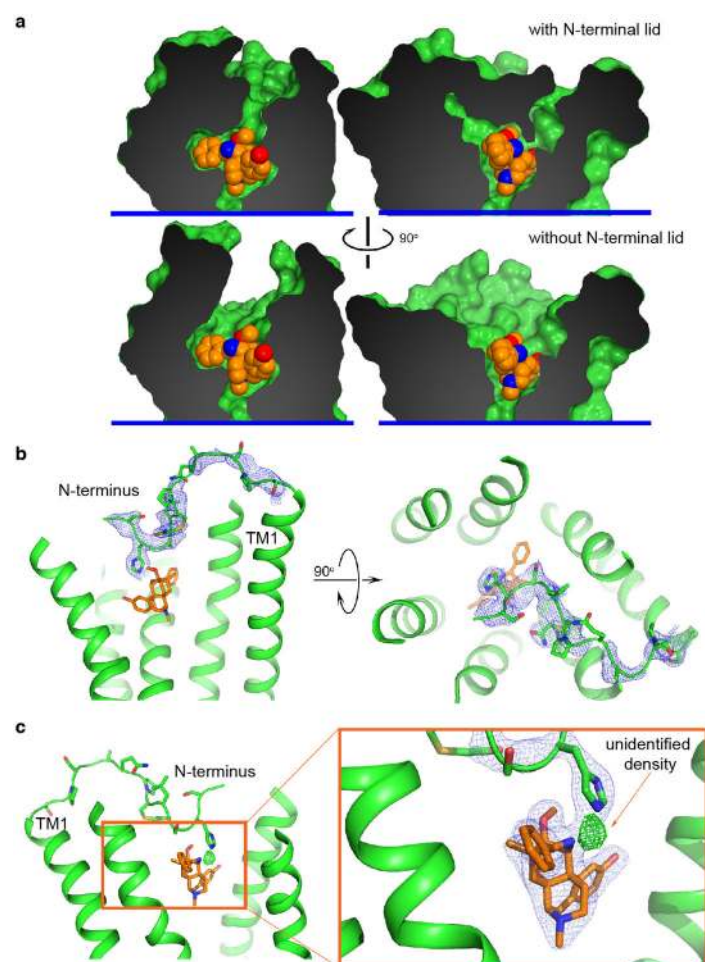 a
with N-terminal lid
90°
without N-terminal lid
b
N-terminus
TM1
90°
c
N-terminus
TM1
unidentified
density